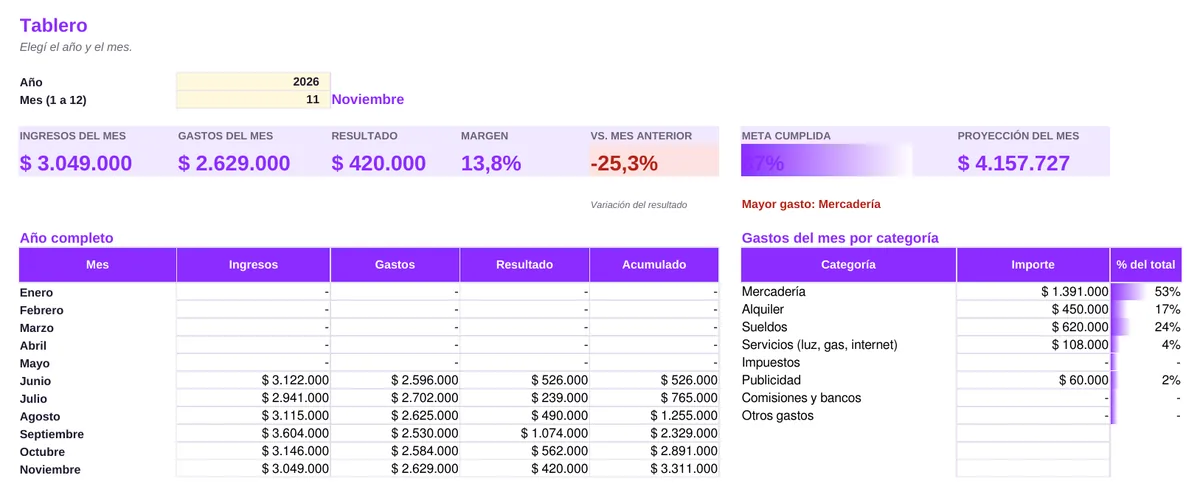 Tablero
Elegí el año y el mes.
Año 2026
Mes (1 a 12) 11 Noviembre
INGRESOS DEL MES GASTOS DEL MES RESULTADO MARGEN VS. MES ANTERIOR META CUMPLIDA PROYECCIÓN DEL MES
$ 3.049.000 $ 2.629.000 $ 420.000 13,8% -25,3% $ 4.157.727
Variación del resultado Mayor gasto: Mercadería
Año completo Gastos del mes por categoría
Mes Ingresos Gastos Resultado Acumulado Categoría Importe % del total
Enero - - - - Mercadería $ 1.391.000 53%
Febrero - - - - Alquiler $ 450.000 17%
Marzo - - - - Sueldos $ 620.000 24%
Abril - - - - Servicios (luz, gas, internet) $ 108.000 4%
Mayo - - - - Impuestos - -
Junio $ 3.122.000 $ 2.596.000 $ 526.000 $ 526.000 Publicidad $ 60.000 2%
Julio $ 2.941.000 $ 2.702.000 $ 239.000 $ 765.000 Comisiones y bancos - -
Agosto $ 3.115.000 $ 2.625.000 $ 490.000 $ 1.255.000 Otros gastos - -
Septiembre $ 3.604.000 $ 2.530.000 $ 1.074.000 $ 2.329.000
Octubre $ 3.146.000 $ 2.584.000 $ 562.000 $ 2.891.000
Noviembre $ 3.049.000 $ 2.629.000 $ 420.000 $ 3.311.000